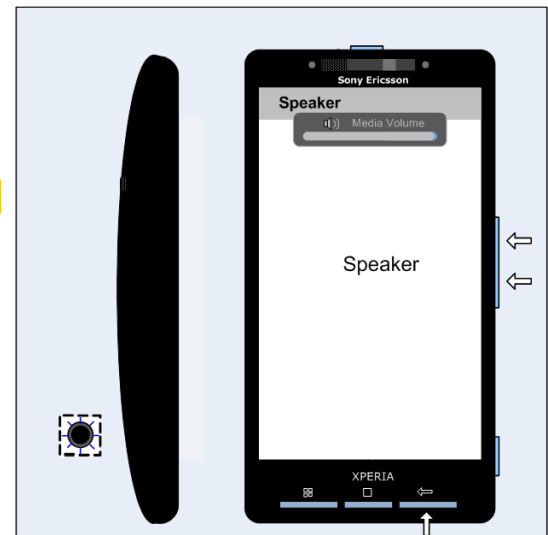 Sony Ericsson
Speaker
Media Volume
Speaker
XPERIA